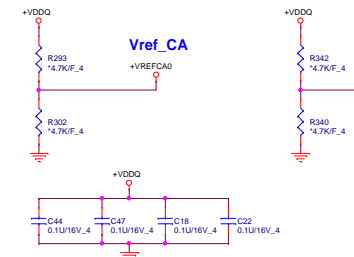 +VDDQ
+VDDQ
Vref_CA
R293
*4.7K/F_4
+VREFCA0
R342
*4.7K/F_4
R302
*4.7K/F_4
R340
*4.7K/F_4
+VDDQ
C44
0.1U/16V_4
C47
0.1U/16V_4
C18
0.1U/16V_4
C22
0.1U/16V_4